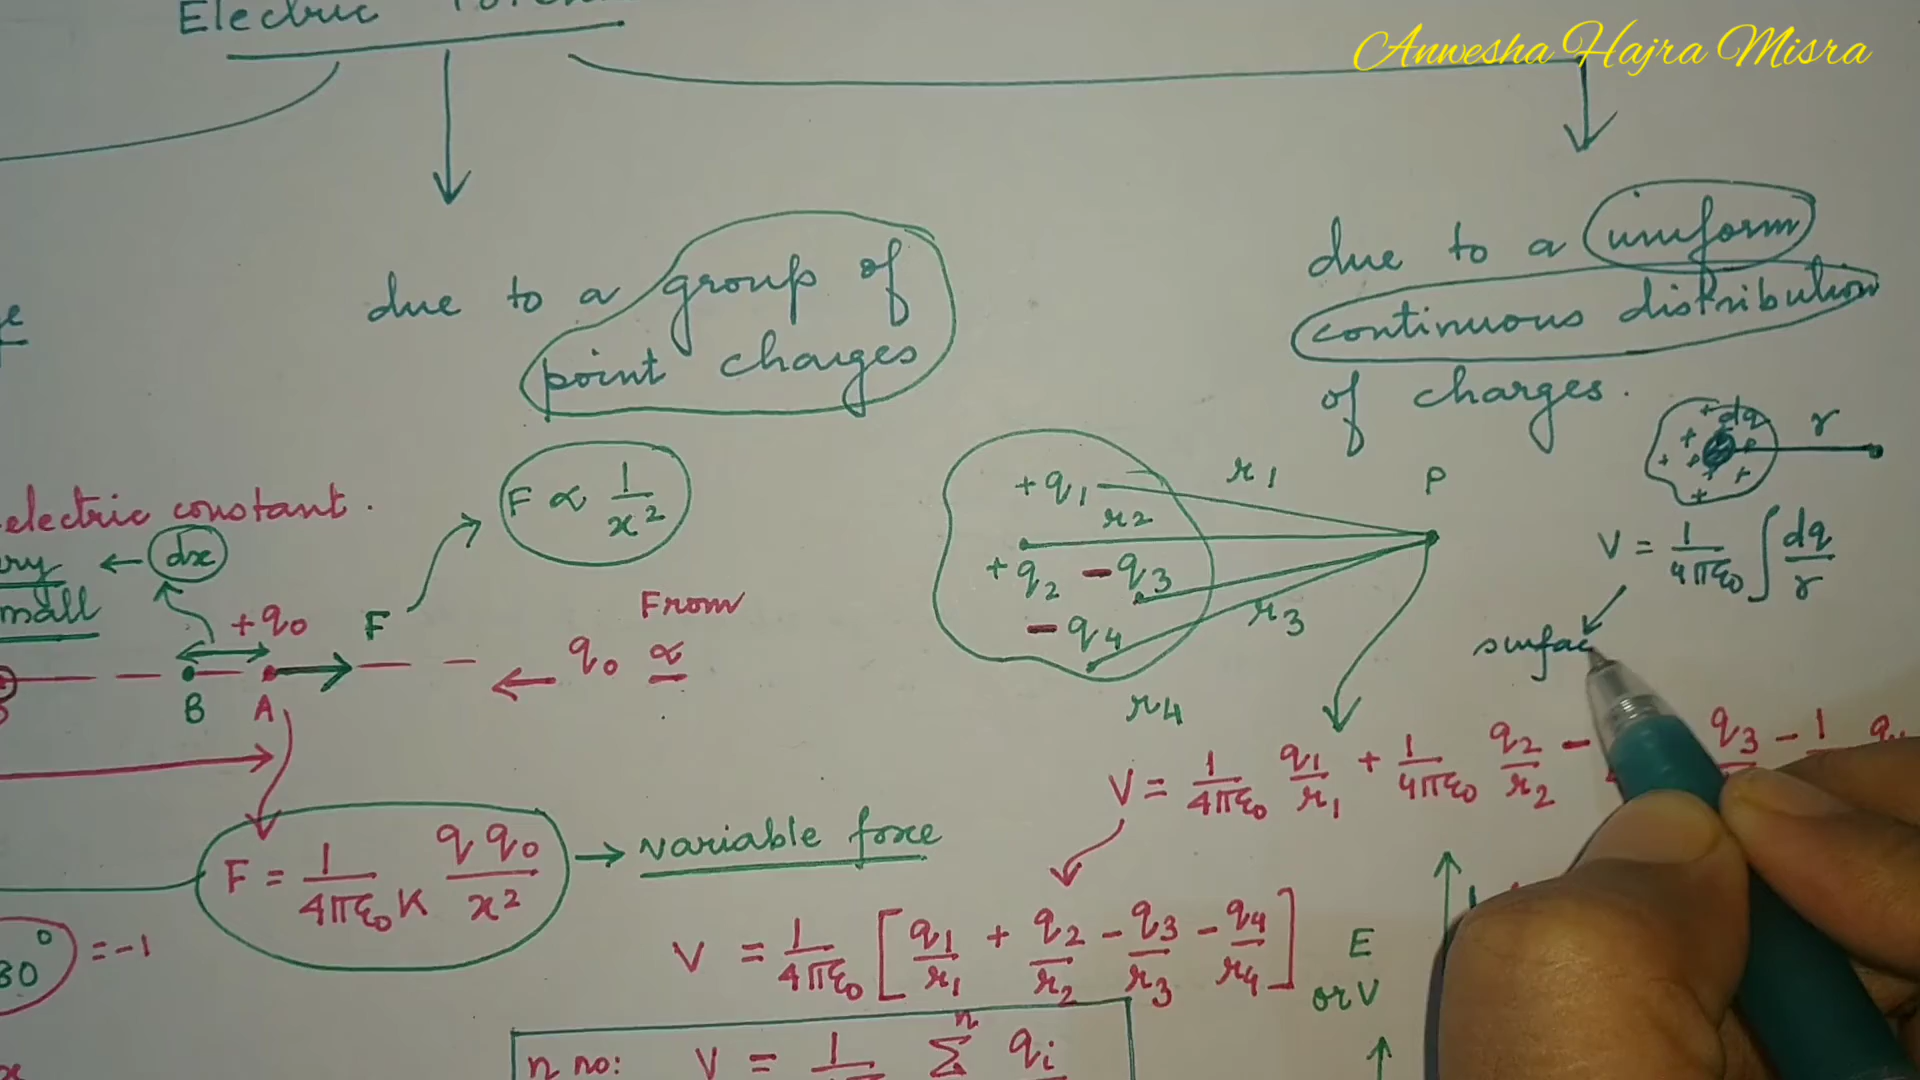 Electric
Anwesha Hajra Misra
due to a group of
point charges
due to a uniform
continuous distribution
of charges.
dq
r
V = 1/4πε₀ ∫ dq/r
electric constant.
F ∝ 1/x²
+q₁
r₁
P
r₂
+q₂
-q₃
-q₄
r₃
r₄
dx
+q₀
F
small
From
q₀ ∝
B
A
F = 1/4πε₀K qq₀/x²
variable force
V = 1/4πε₀ q₁/r₁ + 1/4πε₀ q₂/r₂ - q₃ - 1
V = 1/4πε₀ [q₁/r₁ + q₂/r₂ - q₃/r₃ - q₄/r₄]
E
or V
= -1
n no: V = 1 Σ n qi